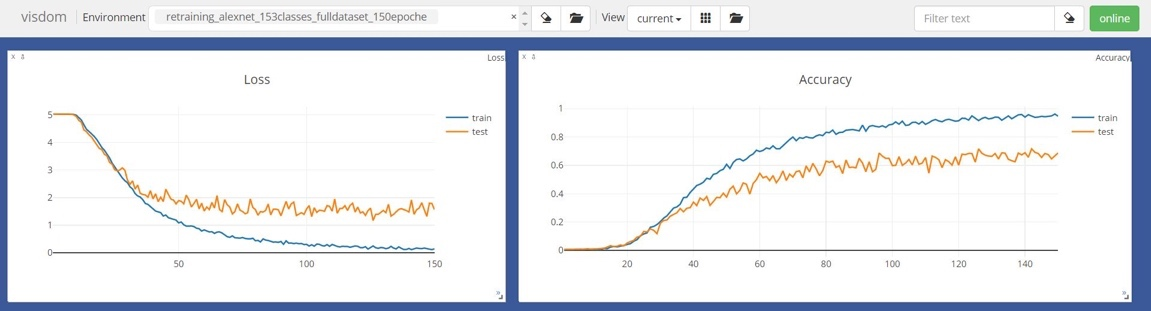 visdom Environment retraining_alexnet_153classes_fulldataset_150epoche × View current Filter text online
x Loss
Loss
5
4
3
2
1
0
50 100 150
train
test
x Accuracy
Accuracy
1
0.8
0.6
0.4
0.2
0
20 40 60 80 100 120 140
train
test